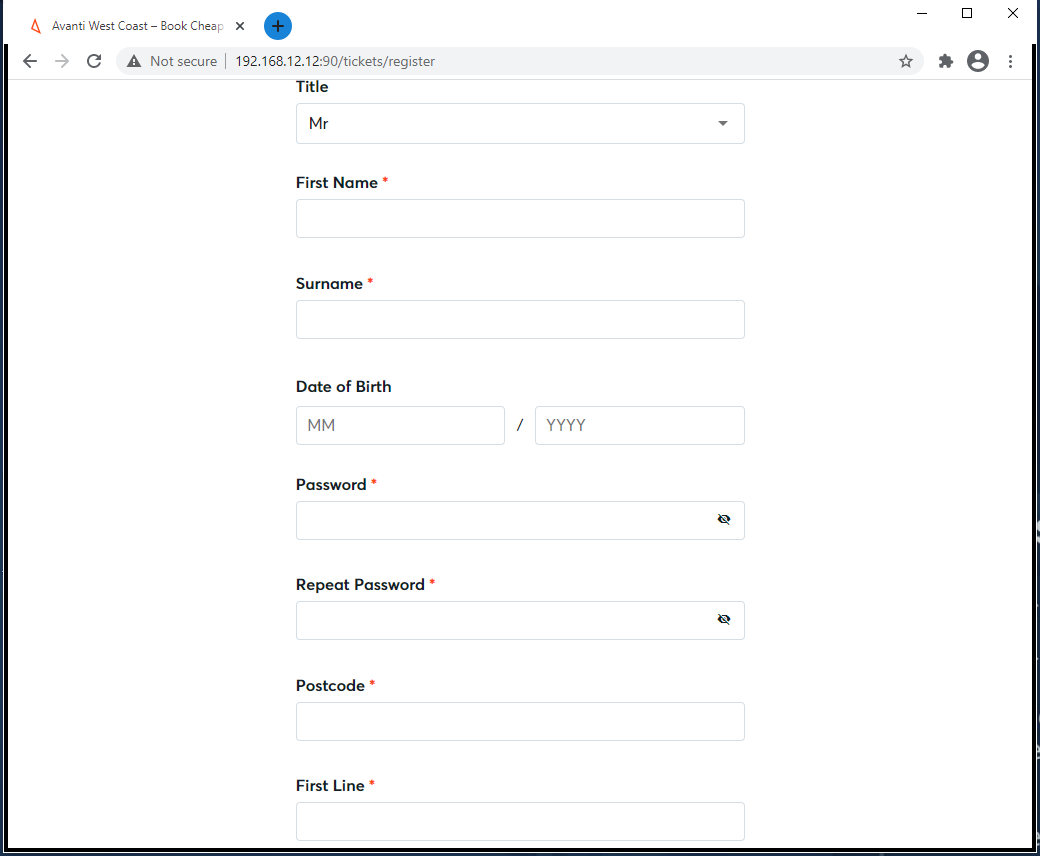 Avanti West Coast – Book Cheap
Not secure | 192.168.12.12:90/tickets/register
Title
Mr
First Name *
Surname *
Date of Birth
MM / YYYY
Password *
Repeat Password *
Postcode *
First Line *